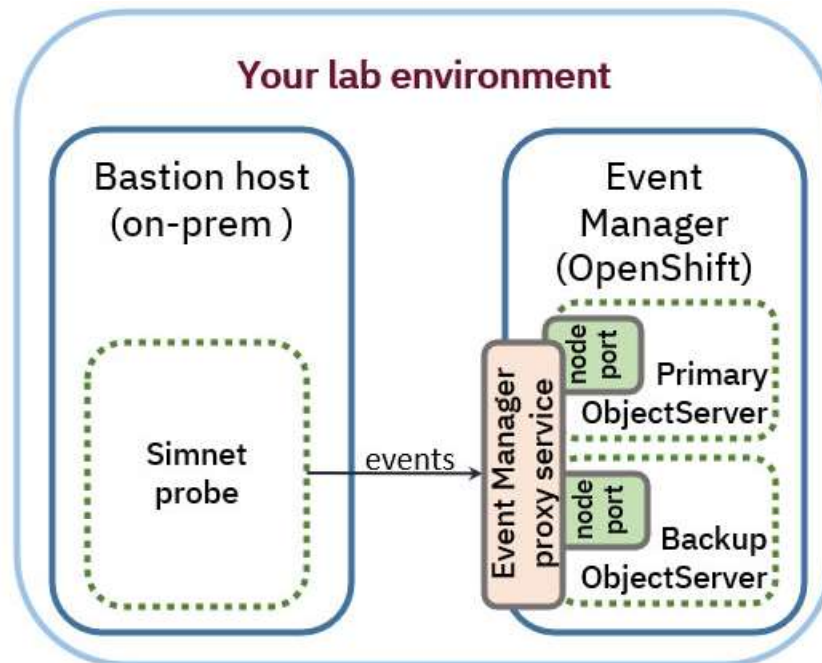 Your lab environment
Bastion host
(on-prem )
Simnet
probe
events
Event Manager
proxy service
Event
Manager
(OpenShift)
node
port
Primary
ObjectServer
node
port
Backup
ObjectServer